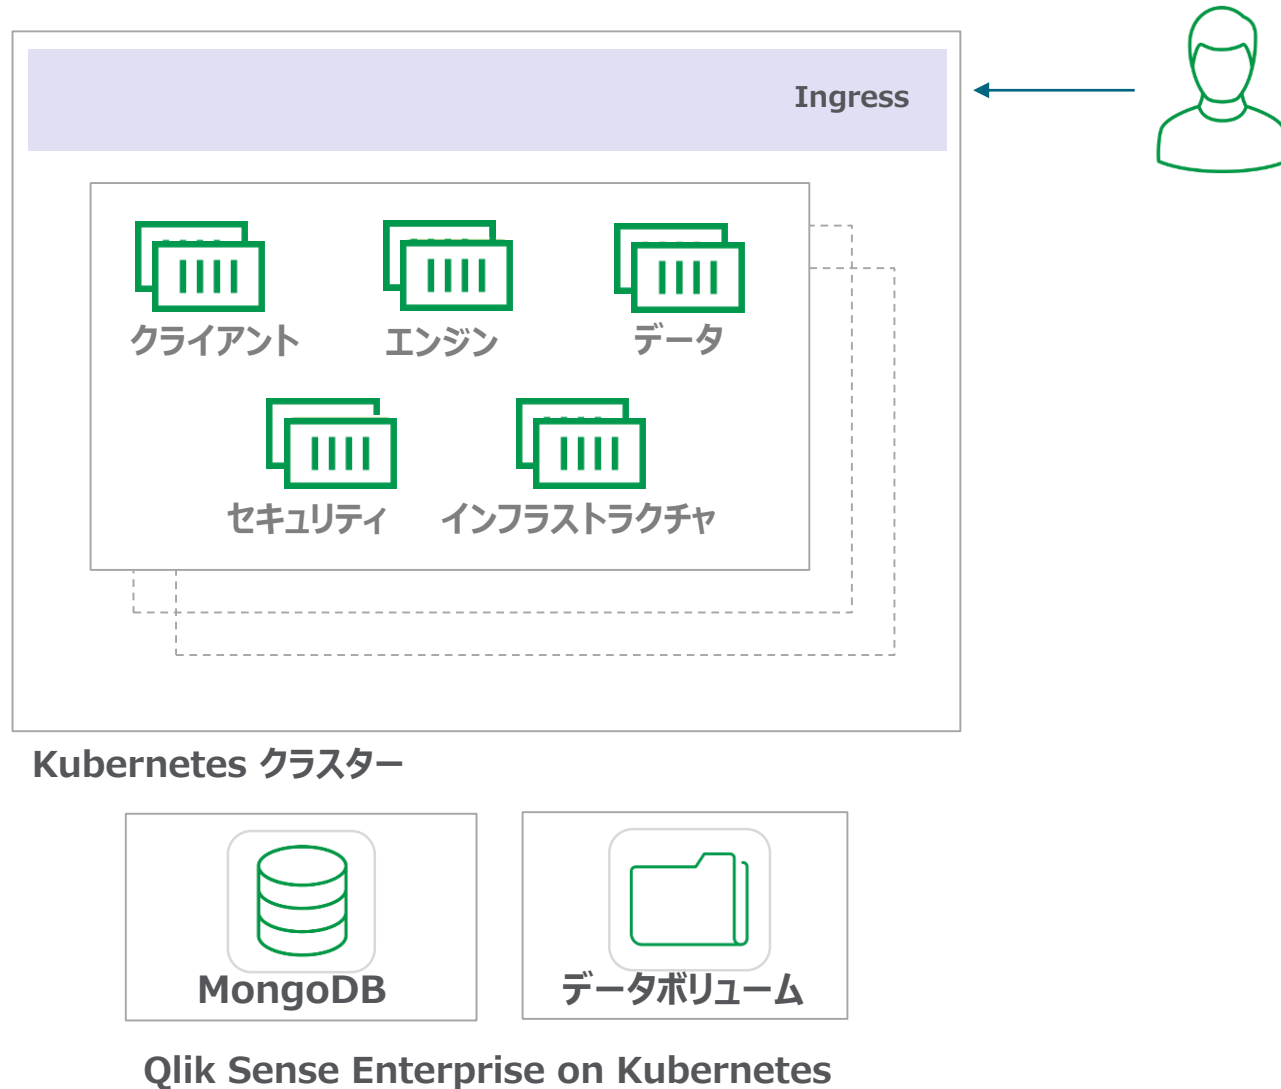 Ingress
クライアント
エンジン
データ
セキュリティ
インフラストラクチャ
Kubernetes クラスター
MongoDB
データボリューム
Qlik Sense Enterprise on Kubernetes